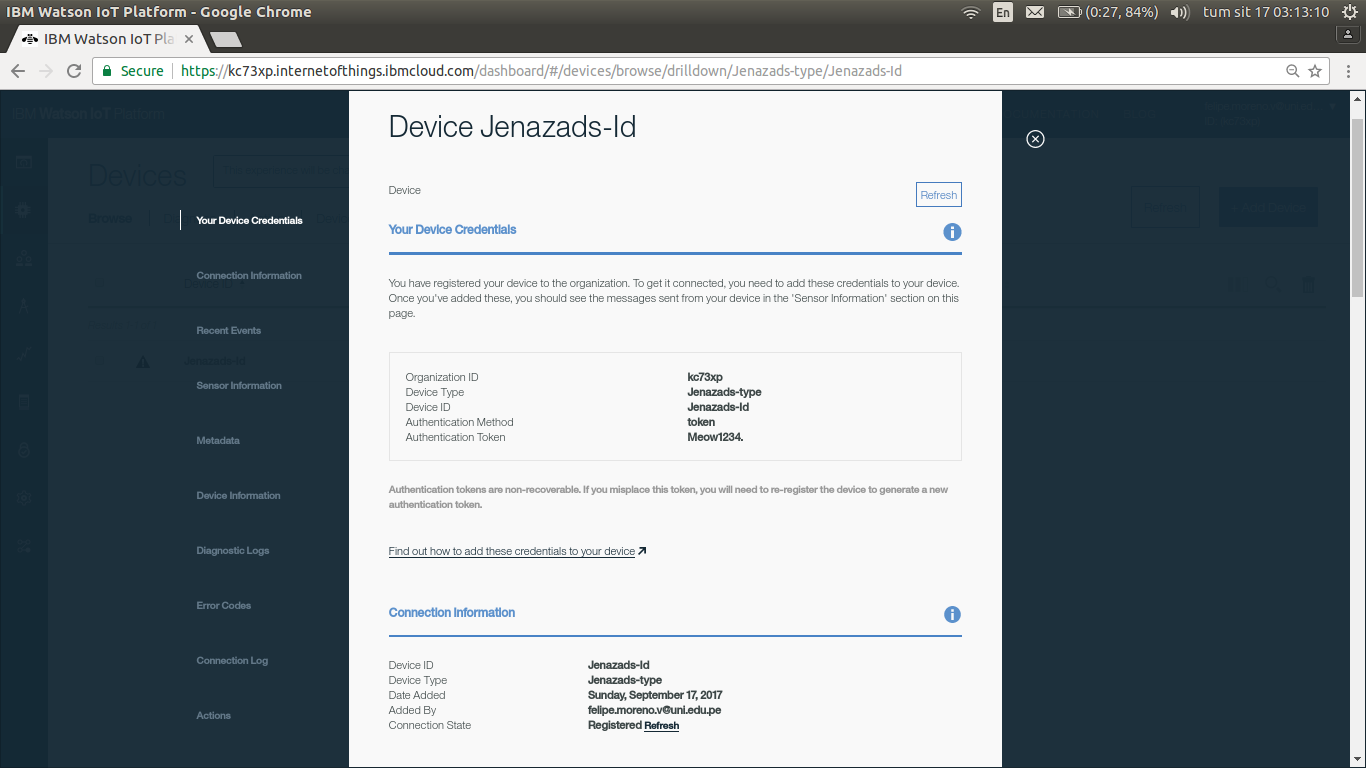 IBM Watson IoT Platform - Google Chrome
En
(0:27, 84%)
tum sit 17 03:13:10
IBM Watson IoT Pla
Secure
https://kc73xp.internetofthings.ibmcloud.com/dashboard/#/devices/browse/drilldown/Jenazads-type/Jenazads-Id
IBM Watson IoT Platform
Devices
Browse
Device ID
Jenazads-Id
Your Device Credentials
Connection Information
Recent Events
Sensor Information
Metadata
Device Information
Diagnostic Logs
Error Codes
Connection Log
Actions
Device Jenazads-Id
Device
Refresh
Your Device Credentials
You have registered your device to the organization. To get it connected, you need to add these credentials to your device.
Once you've added these, you should see the messages sent from your device in the 'Sensor Information' section on this
page.
Organization ID kc73xp
Device Type Jenazads-type
Device ID Jenazads-Id
Authentication Method token
Authentication Token Meow1234.
Authentication tokens are non-recoverable. If you misplace this token, you will need to re-register the device to generate a new
authentication token.
Find out how to add these credentials to your device
Connection Information
Device ID Jenazads-Id
Device Type Jenazads-type
Date Added Sunday, September 17, 2017
Added By felipe.moreno.v@uni.edu.pe
Connection State Registered Refresh